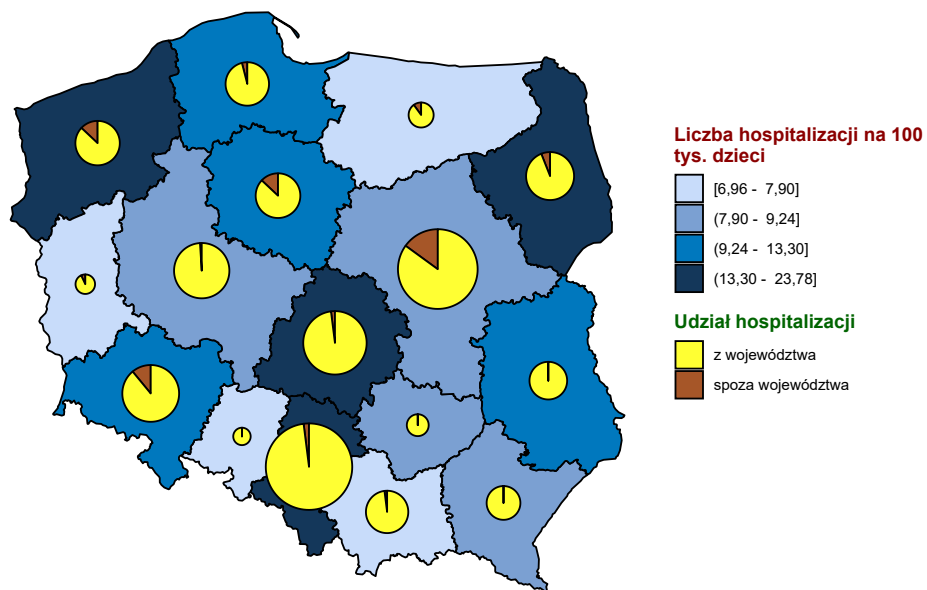 Liczba hospitalizacji na 100
tys. dzieci
[6,96 - 7,90]
(7,90 - 9,24]
(9,24 - 13,30]
(13,30 - 23,78]
Udział hospitalizacji
z województwa
spoza województwa